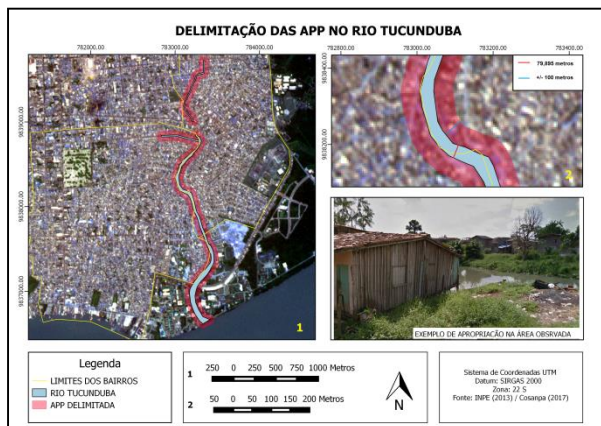 DELIMITAÇÃO DAS APP NO RIO TUCUNDUBA
782000.00 783000.00 784000.00
9839000.00
9838000.00
9837000.00
1
782800.00 783000.00 783200.00 783400.00
9838400.00
9838200.00
79,880 metros
+/- 100 metros
2
EXEMPLO DE APROPRIAÇÃO NA ÁREA OBSRVADA
Legenda
LIMITES DOS BAIRROS
RIO TUCUNDUBA
APP DELIMITADA
1 250 0 250 500 750 1000 Metros
2 50 0 50 100 150 200 Metros
N
Sistema de Coordenadas UTM
Datum: SIRGAS 2000
Zona: 22 S
Fonte: INPE (2013) / Cosanpa (2017)